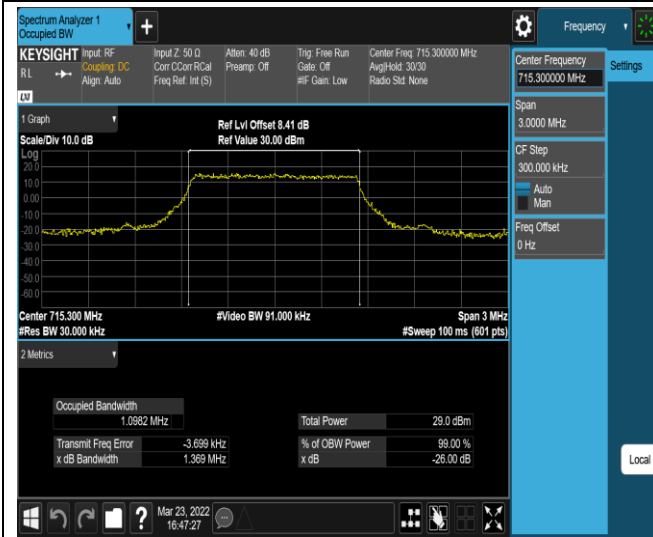 Spectrum Analyzer 1
Occupied BW
+
Frequency
KEYSIGHT
RL
LXI
Input: RF
Coupling: DC
Align: Auto
Input Z: 50 Ω
Corr CCorr RCal
Freq Ref: Int (S)
Atten: 40 dB
Preamp: Off
Trig: Free Run
Gate: Off
#IF Gain: Low
Center Freq: 715.300000 MHz
Avg|Hold: 30/30
Radio Std: None
Center Frequency
715.300000 MHz
Settings
Span
3.0000 MHz
CF Step
300.000 kHz
Auto
Man
Freq Offset
0 Hz
1 Graph
Scale/Div 10.0 dB
Ref Lvl Offset 8.41 dB
Ref Value 30.00 dBm
Log
20.0
10.0
0.00
-10.0
-20.0
-30.0
-40.0
-50.0
-60.0
Center 715.300 MHz
#Video BW 91.000 kHz
Span 3 MHz
#Res BW 30.000 kHz
#Sweep 100 ms (601 pts)
2 Metrics
Occupied Bandwidth
1.0982 MHz
Total Power 29.0 dBm
Transmit Freq Error -3.699 kHz
% of OBW Power 99.00 %
x dB Bandwidth 1.369 MHz
x dB -26.00 dB
Local
?
Mar 23, 2022
16:47:27